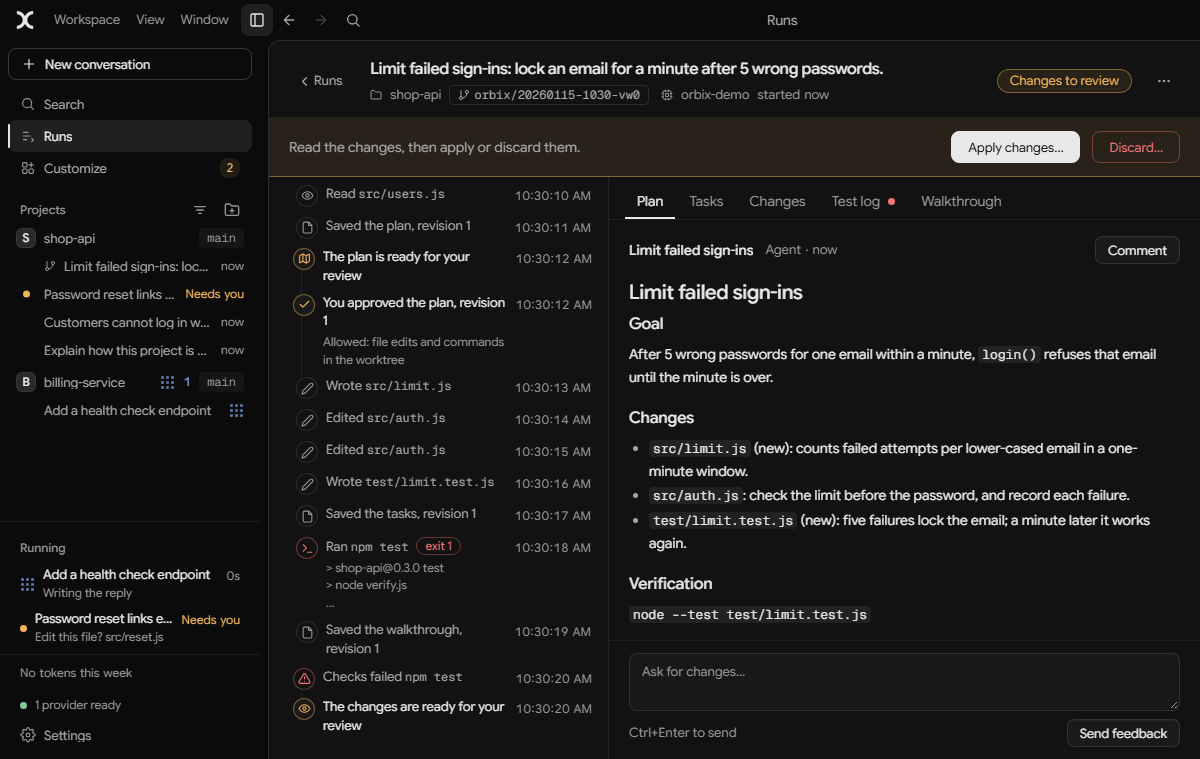 Workspace View Window
Runs
New conversation
Search
Runs
Customize 2
Projects
S shop-api main
Limit failed sign-ins: loc... now
Password reset links ... Needs you
Customers cannot log in w... now
Explain how this project is ... now
B billing-service 1 main
Add a health check endpoint
Running
Add a health check endpoint 0s
Writing the reply
Password reset links e... Needs you
Edit this file? src/reset.js
No tokens this week
1 provider ready
Settings
Runs
Limit failed sign-ins: lock an email for a minute after 5 wrong passwords.
shop-api orbix/20260115-1030-vw0 orbix-demo started now
Changes to review
Read the changes, then apply or discard them.
Apply changes...
Discard...
Read src/users.js 10:30:10 AM
Saved the plan, revision 1 10:30:11 AM
The plan is ready for your 10:30:12 AM
review
You approved the plan, revision 10:30:12 AM
1
Allowed: file edits and commands
in the worktree
Wrote src/limit.js 10:30:13 AM
Edited src/auth.js 10:30:14 AM
Edited src/auth.js 10:30:15 AM
Wrote test/limit.test.js 10:30:16 AM
Saved the tasks, revision 1 10:30:17 AM
Ran npm test exit 1 10:30:18 AM
> shop-api@0.3.0 test
> node verify.js
...
Saved the walkthrough, 10:30:19 AM
revision 1
Checks failed npm test 10:30:20 AM
The changes are ready for your 10:30:20 AM
review
Plan Tasks Changes Test log Walkthrough
Limit failed sign-ins Agent · now
Comment
Limit failed sign-ins
Goal
After 5 wrong passwords for one email within a minute, login() refuses that email
until the minute is over.
Changes
• src/limit.js (new): counts failed attempts per lower-cased email in a one-
minute window.
• src/auth.js: check the limit before the password, and record each failure.
• test/limit.test.js (new): five failures lock the email; a minute later it works
again.
Verification
node --test test/limit.test.js
Ask for changes...
Ctrl+Enter to send
Send feedback